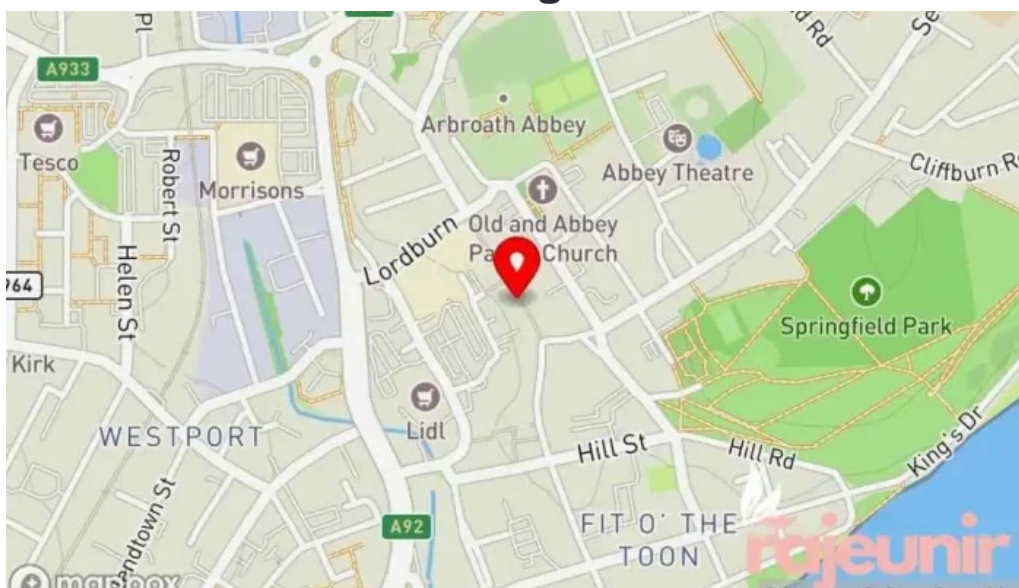 A933
Tesco
Robert St
Morrisons
Helen St
Kirk
WESTPORT
Lordburn
Arbroath Abbey
Abbey Theatre
Old and Abbey
Church
Cliffburn
Springfield Park
Lidl
Hill St
Hill Rd
King's Dr
A92
FIT O' THE
TOON
rajeunir
mapbox